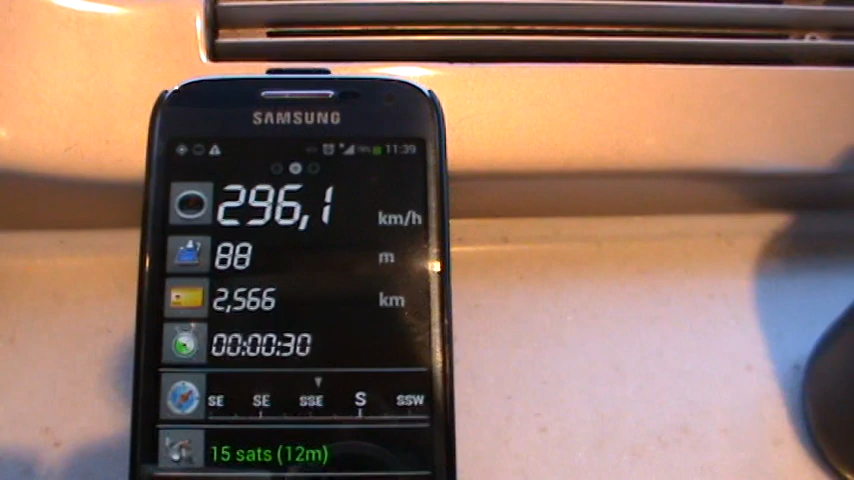 SAMSUNG
11:39
296,1 km/h
88 m
2,566 km
00:00:30
SE SE SSE S SSW
15 sats (12m)